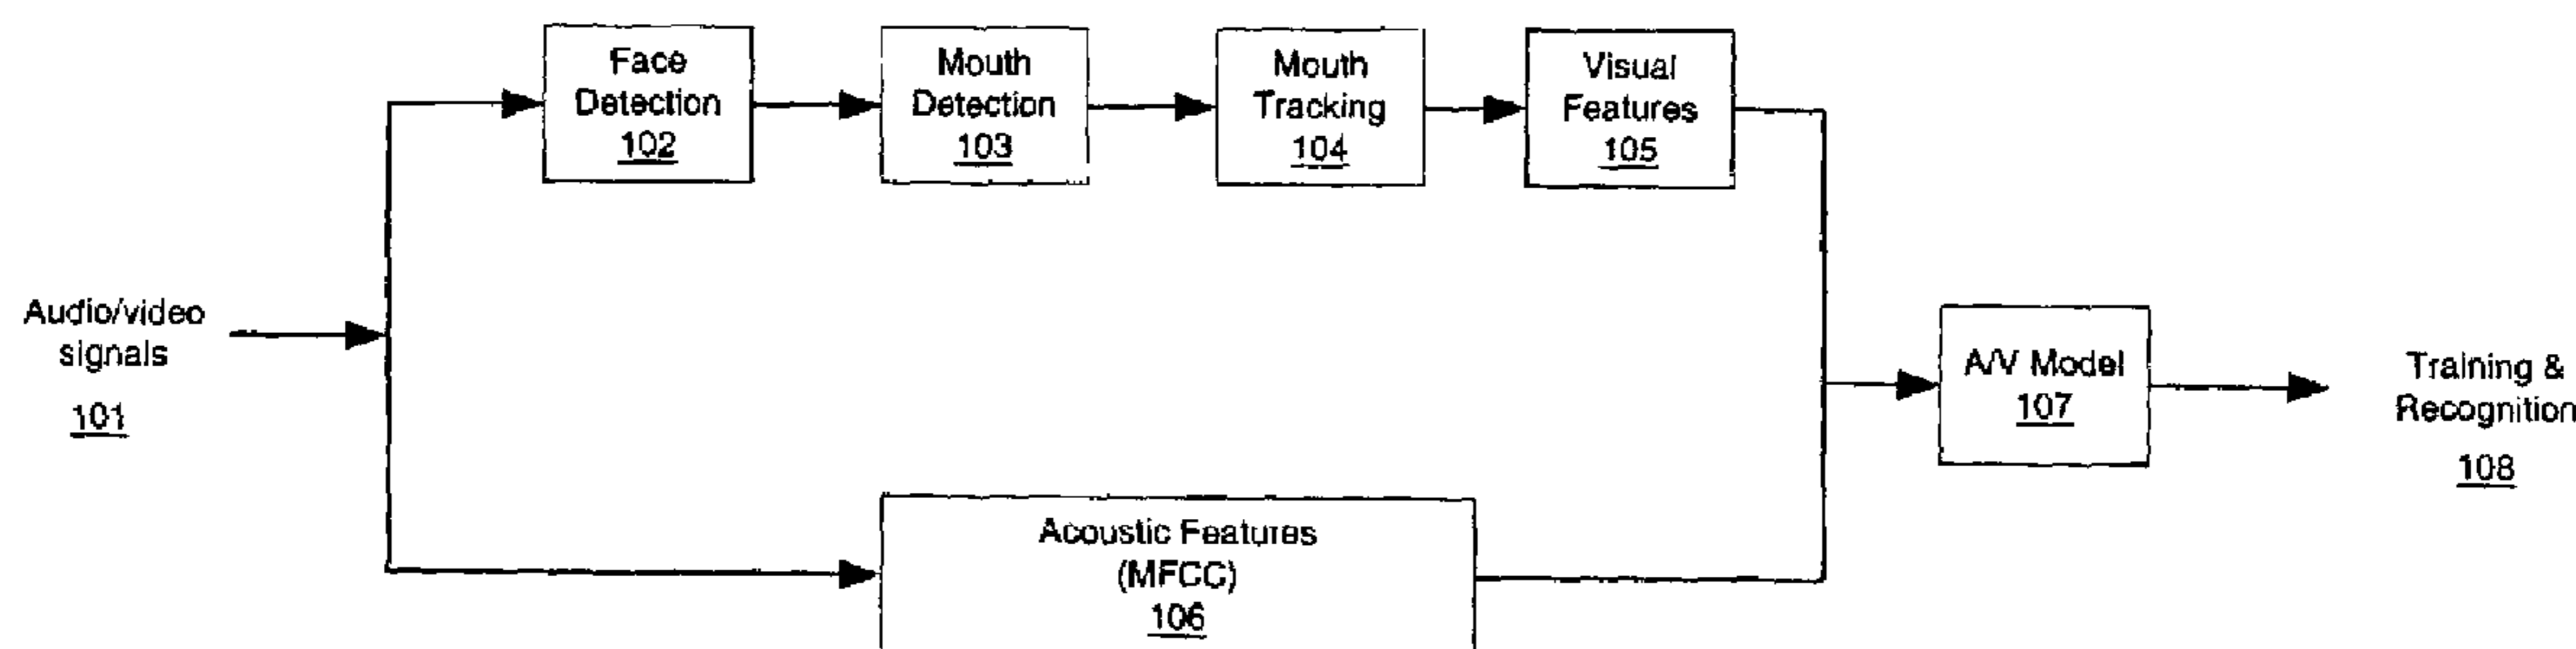 Face
Detection
102
Mouth
Detection
103
Mouth
Tracking
104
Visual
Features
105
Audio/video
signals
101
Acoustic Features
(MFCC)
106
A/V Model
107
Training &
Recognition
108